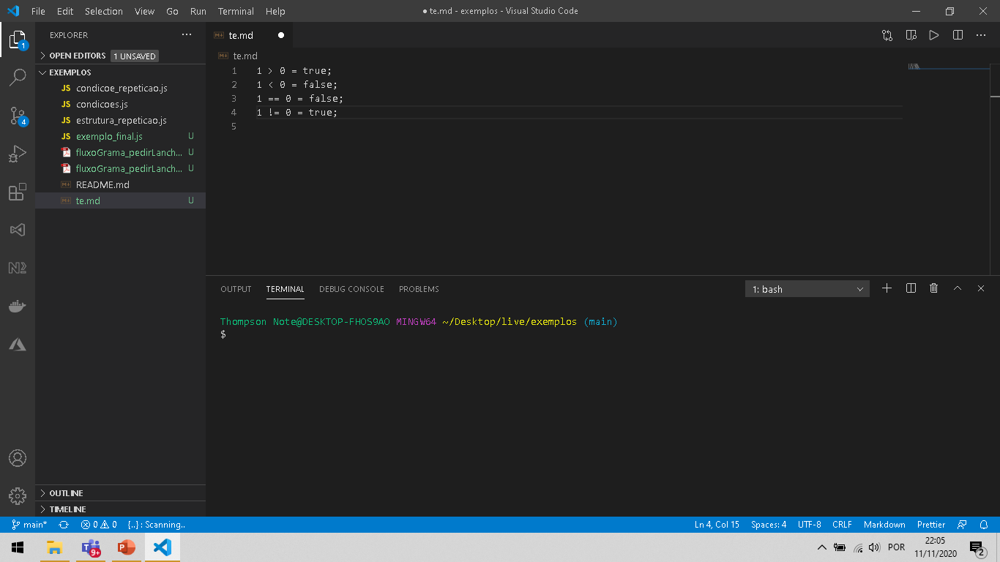 File Edit Selection View Go Run Terminal Help
● te.md - exemplos - Visual Studio Code
EXPLORER
OPEN EDITORS 1 UNSAVED
EXEMPLOS
JS condicoe_repeticao.js
JS condicoes.js
JS estrutura_repeticao.js
JS exemplo_final.js U
fluxoGrama_pedirLanch... U
fluxoGrama_pedirLanch... U
README.md
te.md U
OUTLINE
TIMELINE
1
4
te.md
te.md
1 1 > 0 = true;
2 1 < 0 = false;
3 1 == 0 = false;
4 1 != 0 = true;
5
OUTPUT TERMINAL DEBUG CONSOLE PROBLEMS
1: bash
Thompson Note@DESKTOP-FHOS9AO MINGW64 ~/Desktop/live/exemplos (main)
$
main* 0 0 {..} : Scanning..
Ln 4, Col 15 Spaces: 4 UTF-8 CRLF Markdown Prettier
9+
POR
22:05
11/11/2020
2